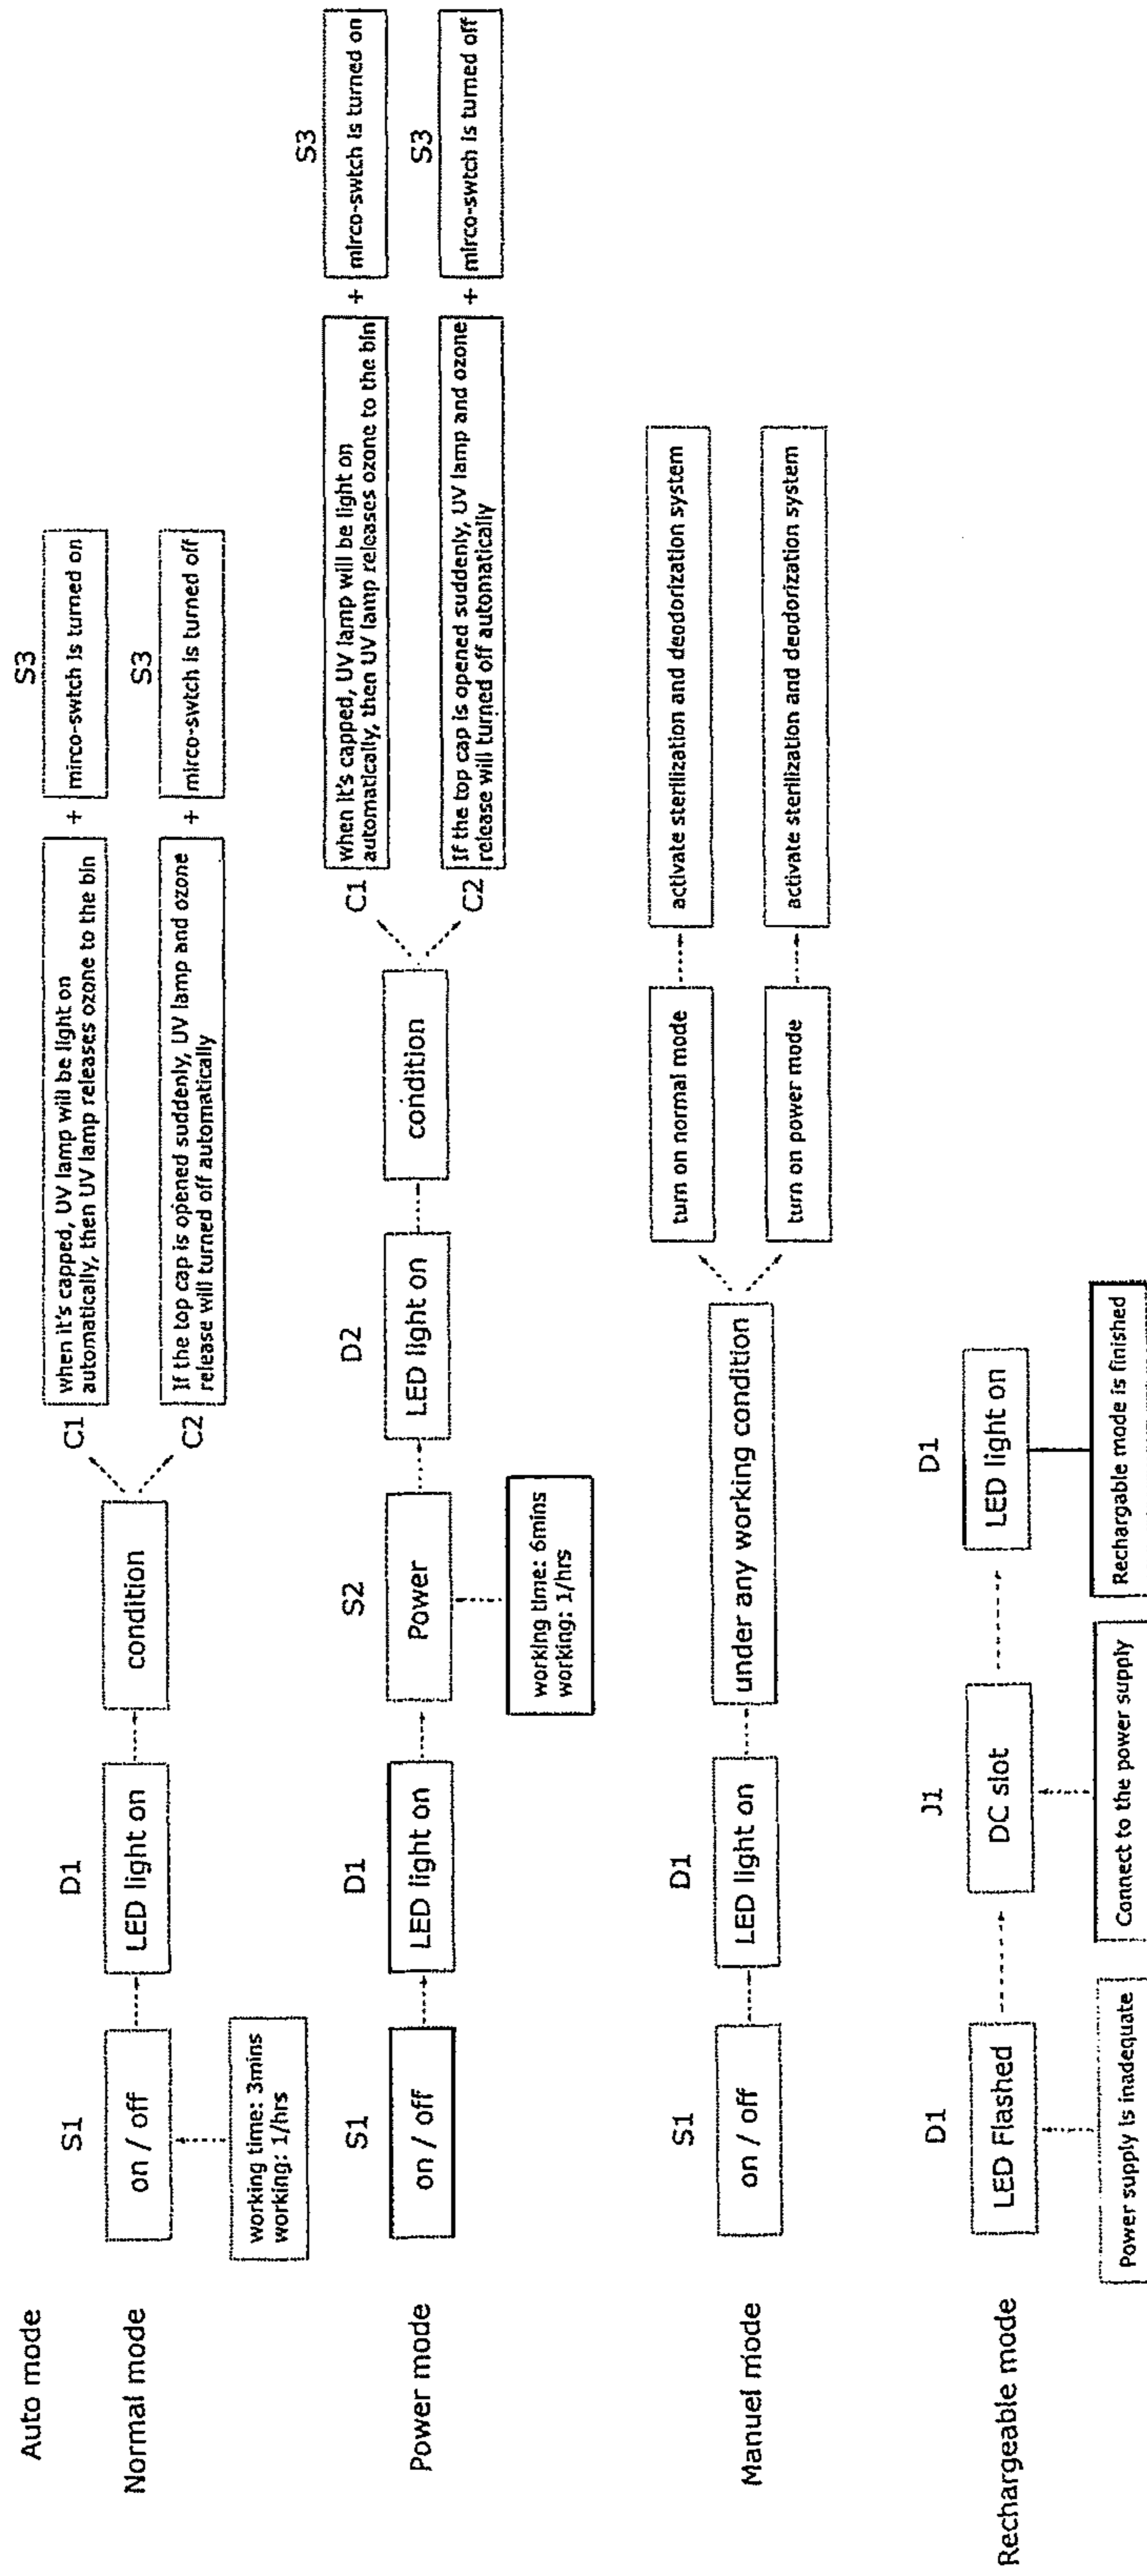 Auto mode
Normal mode
S1
on / off
working time: 3mins
working: 1/hrs
D1
LED light on
condition
C1
when it's capped, UV lamp will be light on
automatically, then UV lamp releases ozone to the bin
+
S3
mirco-swtch is turned on
C2
If the top cap is opened suddenly, UV lamp and ozone
release will turned off automatically
+
S3
mirco-swtch is turned off
Power mode
S1
on / off
D1
LED light on
S2
Power
working time: 6mins
working: 1/hrs
D2
LED light on
condition
C1
when it's capped, UV lamp will be light on
automatically, then UV lamp releases ozone to the bin
+
S3
mirco-swtch is turned on
C2
If the top cap is opened suddenly, UV lamp and ozone
release will turned off automatically
+
S3
mirco-swtch is turned off
Manuel mode
S1
on / off
D1
LED light on
under any working condition
turn on normal mode
activate sterilization and deodorization system
turn on power mode
activate sterilization and deodorization system
Rechargeable mode
D1
LED Flashed
Power supply is inadequate
J1
DC slot
Connect to the power supply
D1
LED light on
Rechargable mode is finished